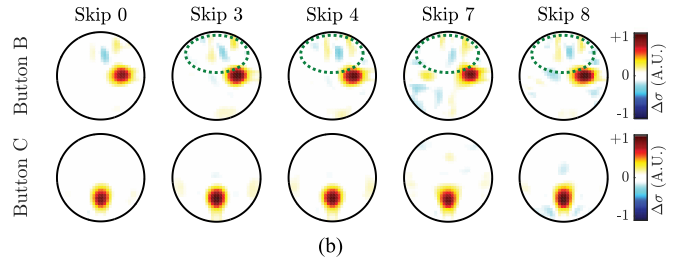 Skip 0 Skip 3 Skip 4 Skip 7 Skip 8
Button B
+1
0
-1
Δσ (A.U.)
Button C
+1
0
-1
Δσ (A.U.)
(b)